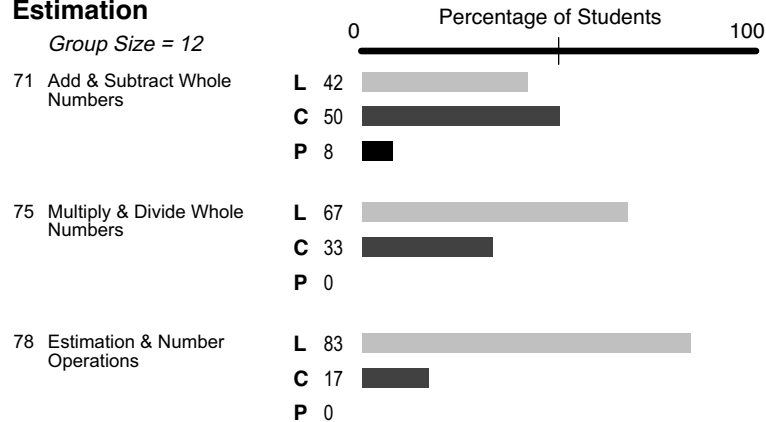 Estimation
Group Size = 12
Percentage of Students
0 100
71 Add & Subtract Whole
Numbers
L 42
C 50
P 8
75 Multiply & Divide Whole
Numbers
L 67
C 33
P 0
78 Estimation & Number
Operations
L 83
C 17
P 0